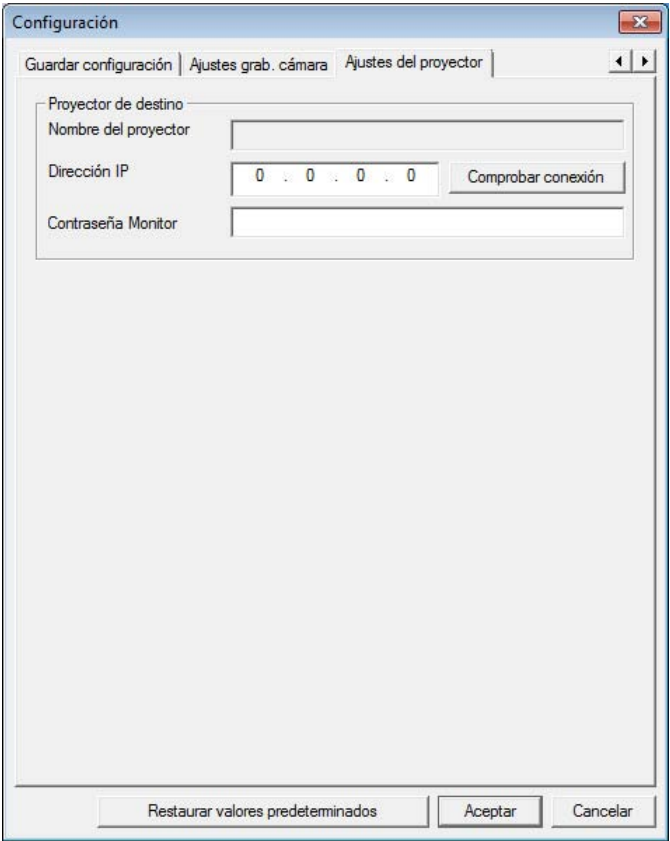 Configuración
Guardar configuración Ajustes grab. cámara Ajustes del proyector
Proyector de destino
Nombre del proyector
Dirección IP 0 . 0 . 0 . 0 Comprobar conexión
Contraseña Monitor
Restaurar valores predeterminados Aceptar Cancelar